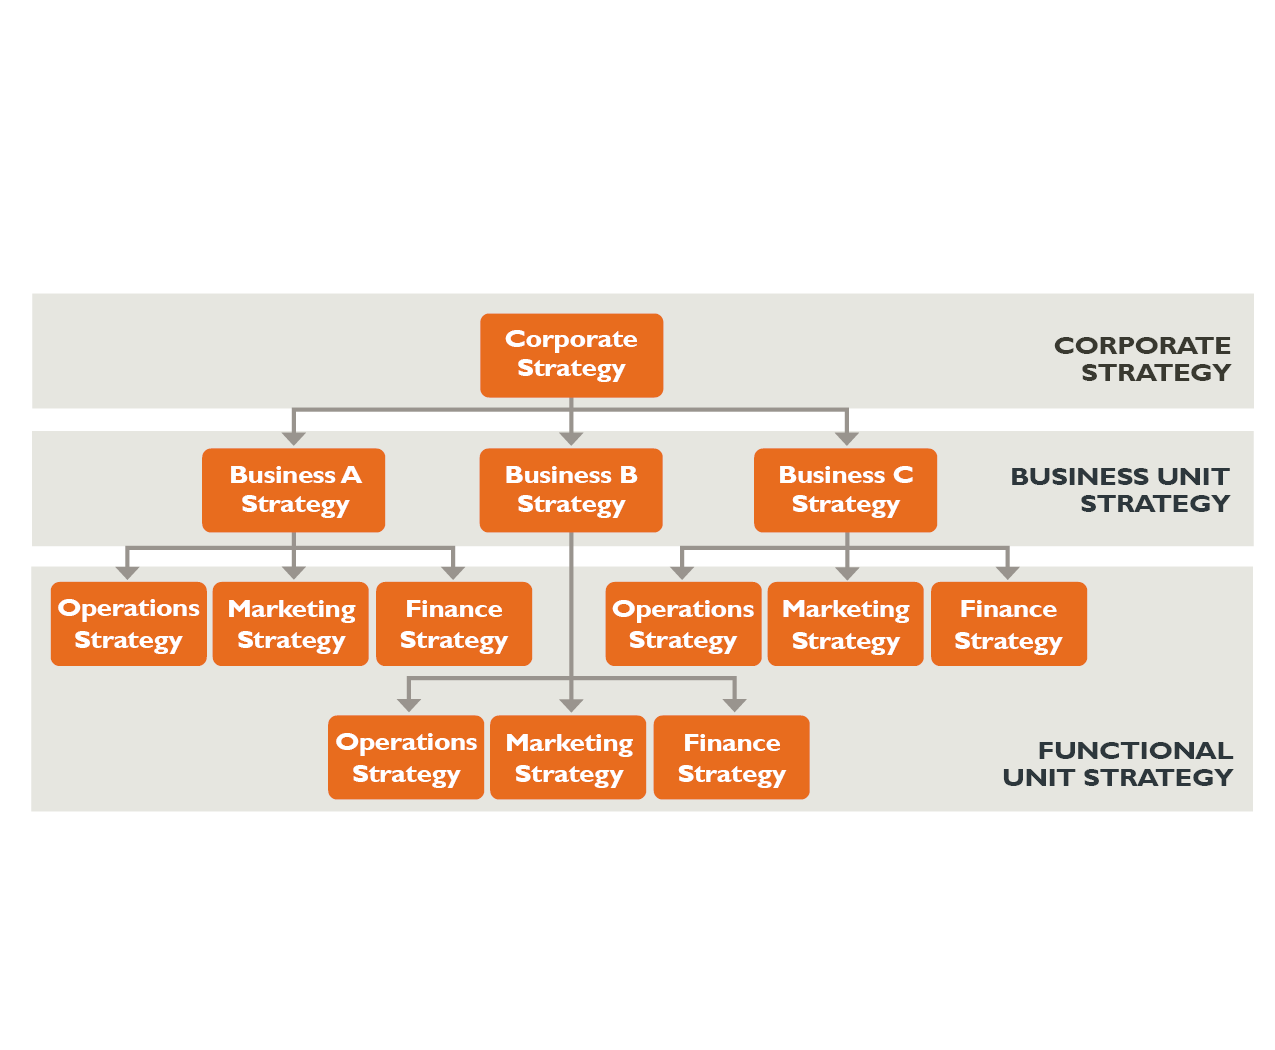 Corporate
Strategy
CORPORATE
STRATEGY
Business A
Strategy
Business B
Strategy
Business C
Strategy
BUSINESS UNIT
STRATEGY
Operations
Strategy
Marketing
Strategy
Finance
Strategy
Operations
Strategy
Marketing
Strategy
Finance
Strategy
Operations
Strategy
Marketing
Strategy
Finance
Strategy
FUNCTIONAL
UNIT STRATEGY